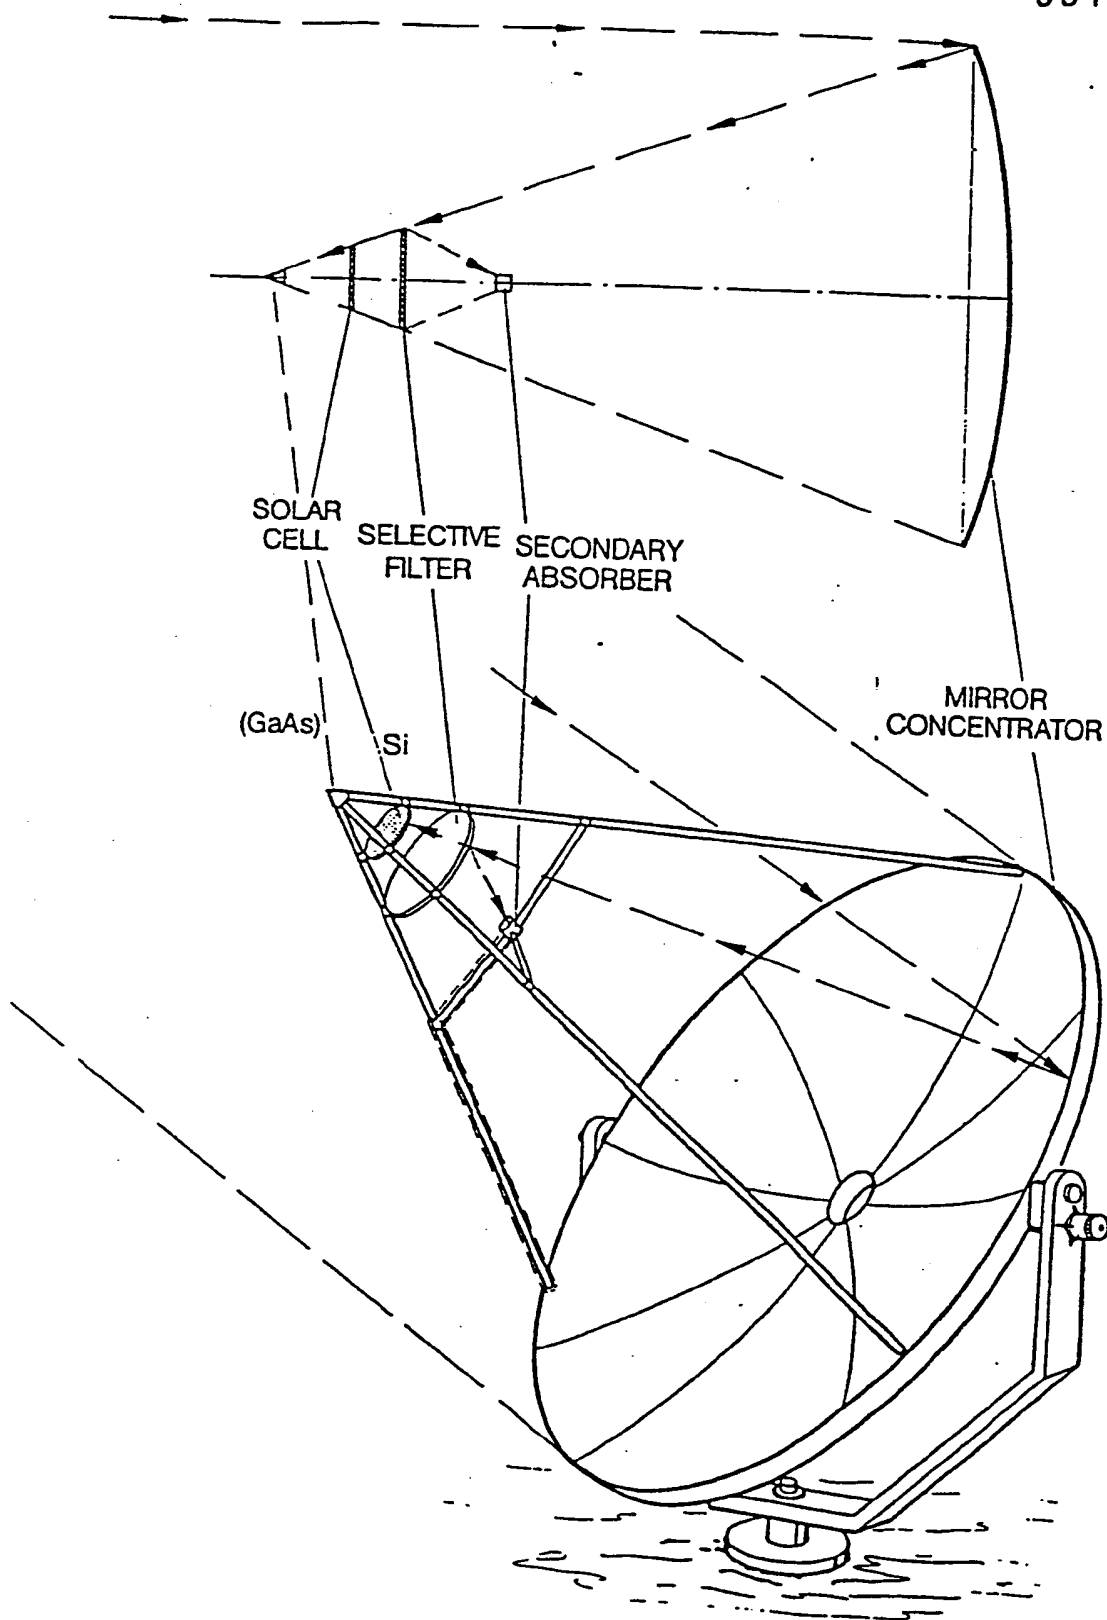 SOLAR
CELL
SELECTIVE
FILTER
SECONDARY
ABSORBER
(GaAs)
Si
MIRROR
CONCENTRATOR